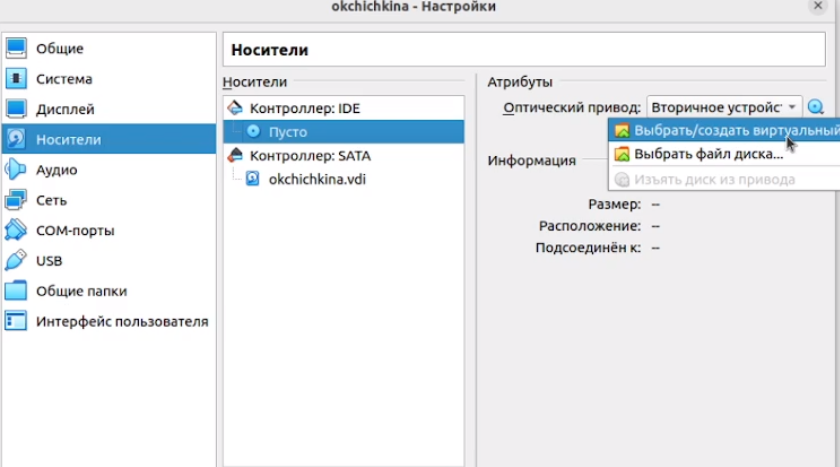 okchichkina - Настройки
Общие
Система
Дисплей
Носители
Аудио
Сеть
COM-порты
USB
Общие папки
Интерфейс пользователя
Носители
Носители
Контроллер: IDE
Пусто
Контроллер: SATA
okchichkina.vdi
Атрибуты
Оптический привод: Вторичное устройс
Выбрать/создать виртуальный
Выбрать файл диска...
Изъять диск из привода
Информация
Размер: --
Расположение: --
Подсоединён к: --